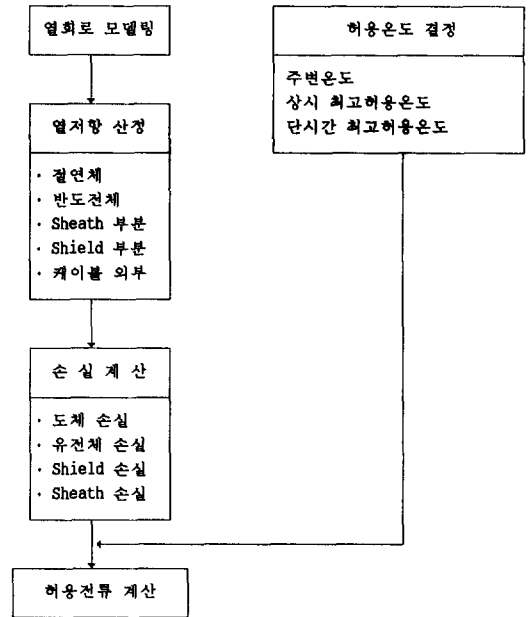 열회로 모델링
열저항 산정
· 절연체
· 반도전체
· Sheath 부분
· Shield 부분
· 케이블 외부
손 실 계 산
· 도체 손실
· 유전체 손실
· Shield 손실
· Sheath 손실
허용전류 계산
허용온도 결정
주변온도
상시 최고허용온도
단시간 최고허용온도